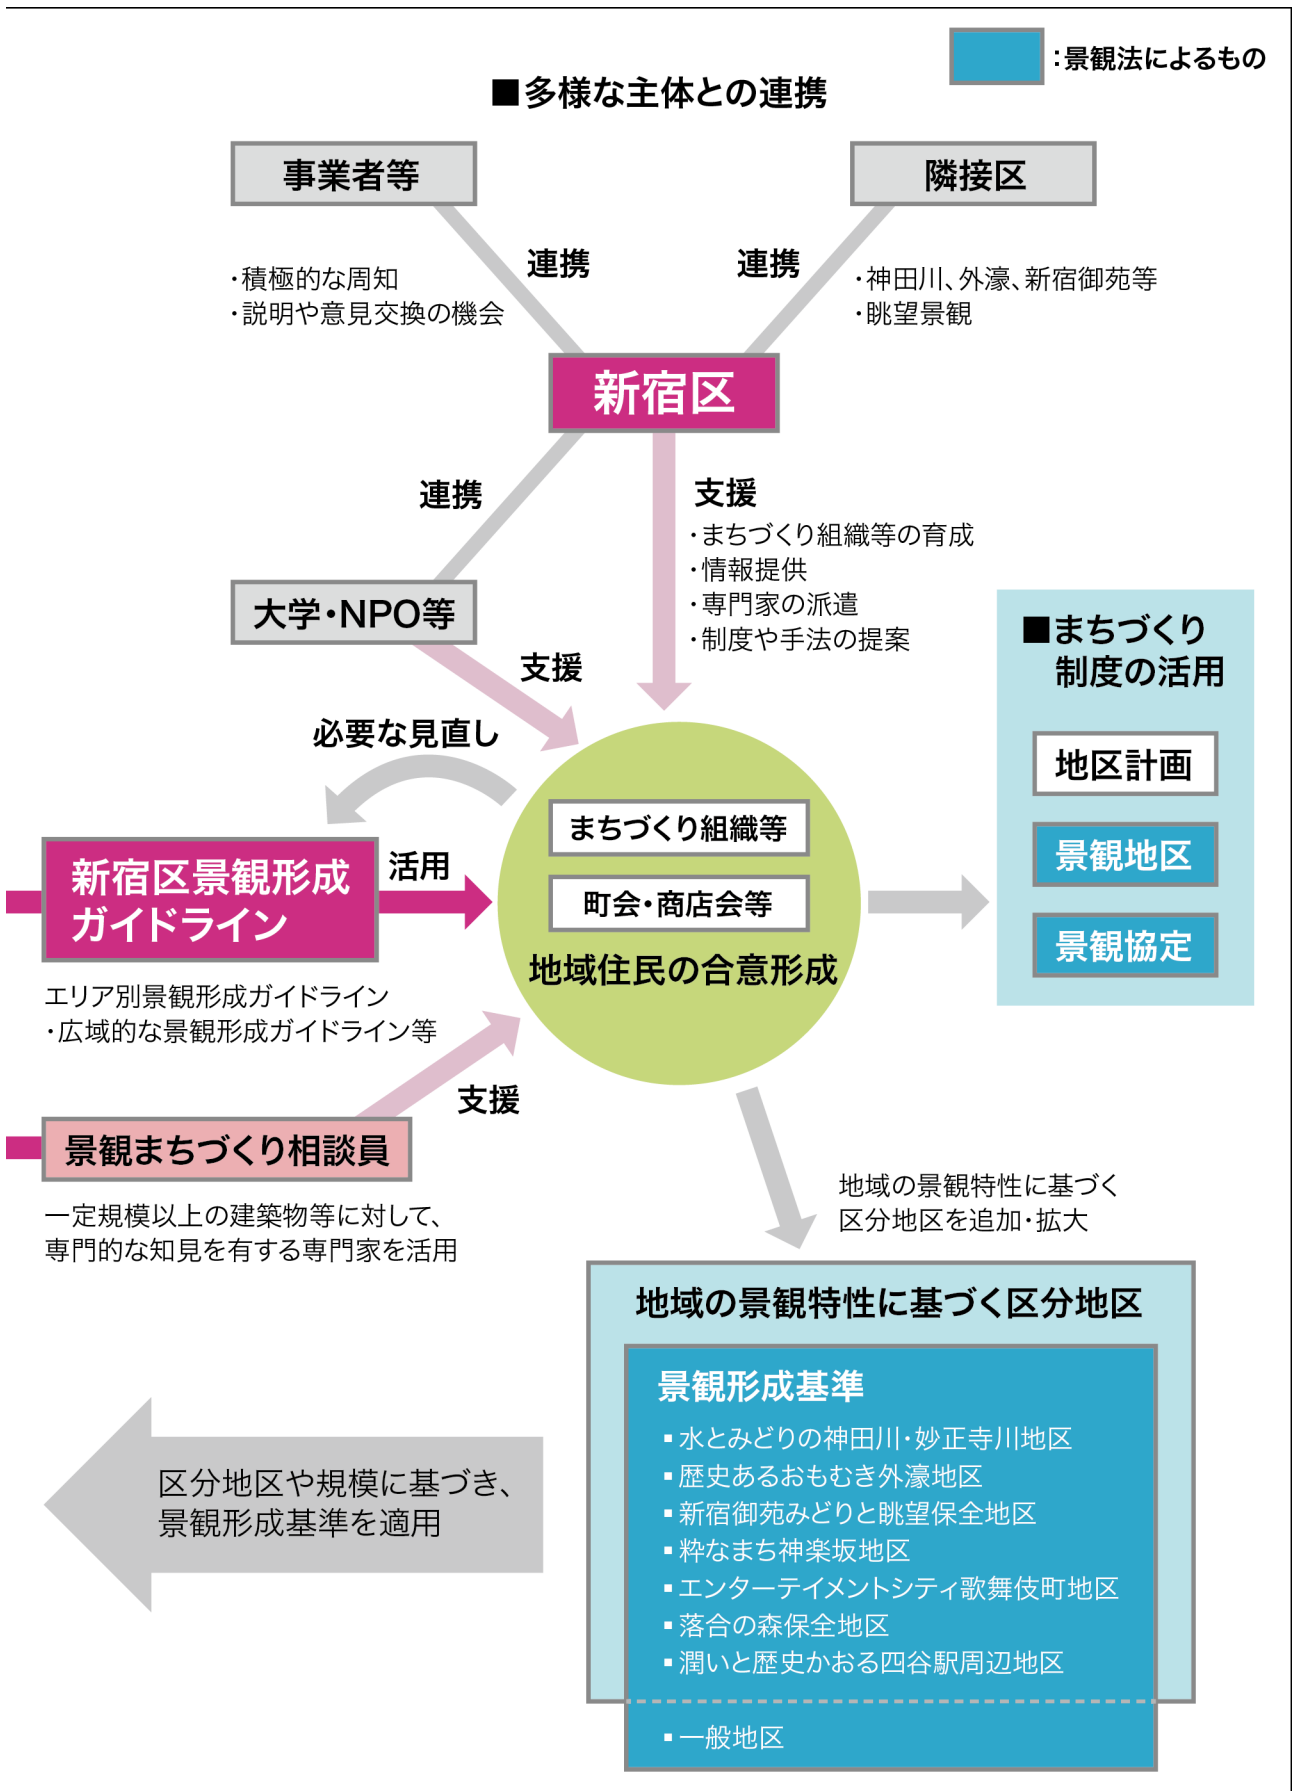 ：景観法によるもの
■多様な主体との連携
事業者等
隣接区
連携
連携
・積極的な周知
・説明や意見交換の機会
・神田川、外濠、新宿御苑等
・眺望景観
新宿区
連携
支援
・まちづくり組織等の育成
・情報提供
・専門家の派遣
・制度や手法の提案
大学・NPO等
支援
■まちづくり
制度の活用
地区計画
景観地区
景観協定
必要な見直し
まちづくり組織等
町会・商店会等
地域住民の合意形成
新宿区景観形成
ガイドライン
活用
エリア別景観形成ガイドライン
・広域的な景観形成ガイドライン等
支援
景観まちづくり相談員
一定規模以上の建築物等に対して、
専門的な知見を有する専門家を活用
地域の景観特性に基づく
区分地区を追加・拡大
地域の景観特性に基づく区分地区
景観形成基準
▪水とみどりの神田川・妙正寺川地区
▪歴史あるおもむき外濠地区
▪新宿御苑みどりと眺望保全地区
▪粋なまち神楽坂地区
▪エンターテイメントシティ歌舞伎町地区
▪落合の森保全地区
▪潤いと歴史かおる四谷駅周辺地区
▪一般地区
区分地区や規模に基づき、
景観形成基準を適用